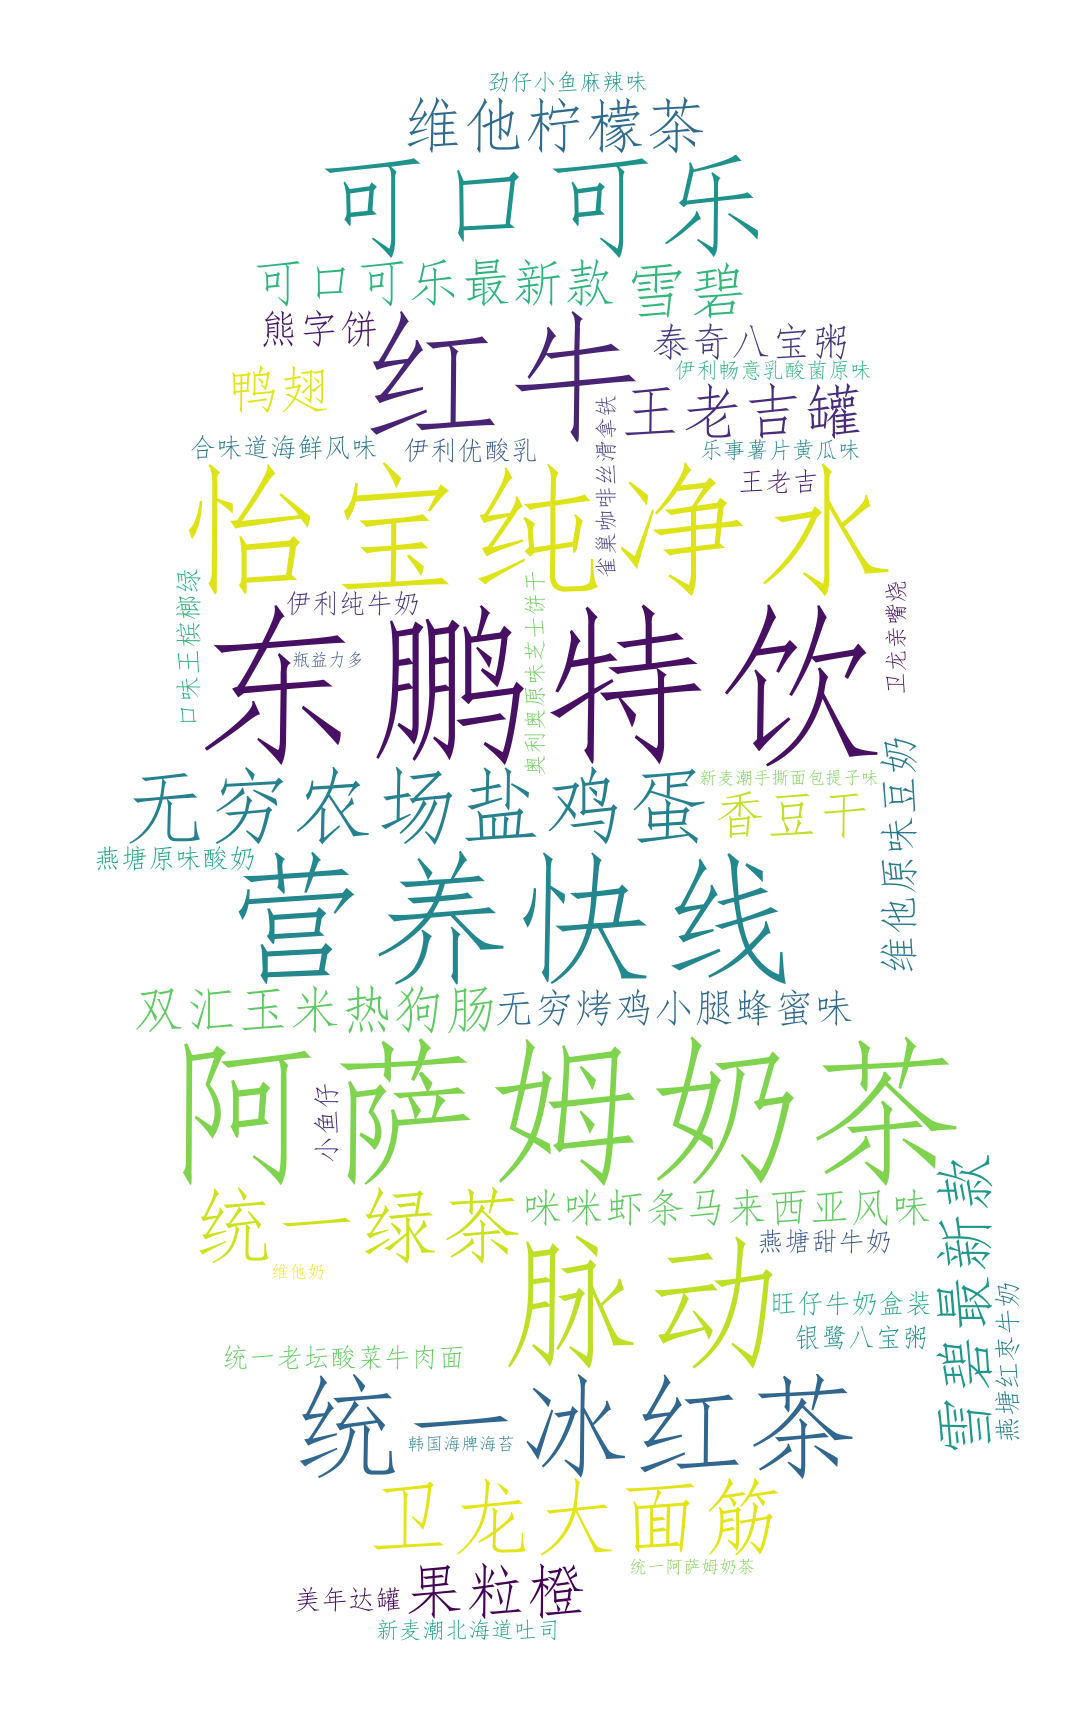 劲仔小鱼麻辣味
维他柠檬茶
可口可乐
可口可乐最新款
雪碧
熊字饼
红牛
泰奇八宝粥
伊利畅意乳酸菌原味
鸭翅
王老吉罐
雀巢咖啡丝滑拿铁
合味道海鲜风味
伊利优酸乳
乐事薯片黄瓜味
王老吉
怡宝纯净水
口味王槟榔绿
伊利纯牛奶
奥利奥原味芝士饼干
卫龙亲嘴烧
东鹏特饮
瓶益力多
无穷农场盐鸡蛋
新麦潮手撕面包提子味
香豆干
维他原味豆奶
燕塘原味酸奶
营养快线
双汇玉米热狗肠
无穷烤鸡小腿蜂蜜味
阿萨姆奶茶
小鱼仔
统一绿茶
咪咪虾条马来西亚风味
雪碧最新款
燕塘甜牛奶
脉动
维他奶
旺仔牛奶盒装
燕塘红枣牛奶
银鹭八宝粥
统一老坛酸菜牛肉面
统一冰红茶
韩国海牌海苔
卫龙大面筋
统一阿萨姆奶茶
美年达罐
果粒橙
新麦潮北海道吐司